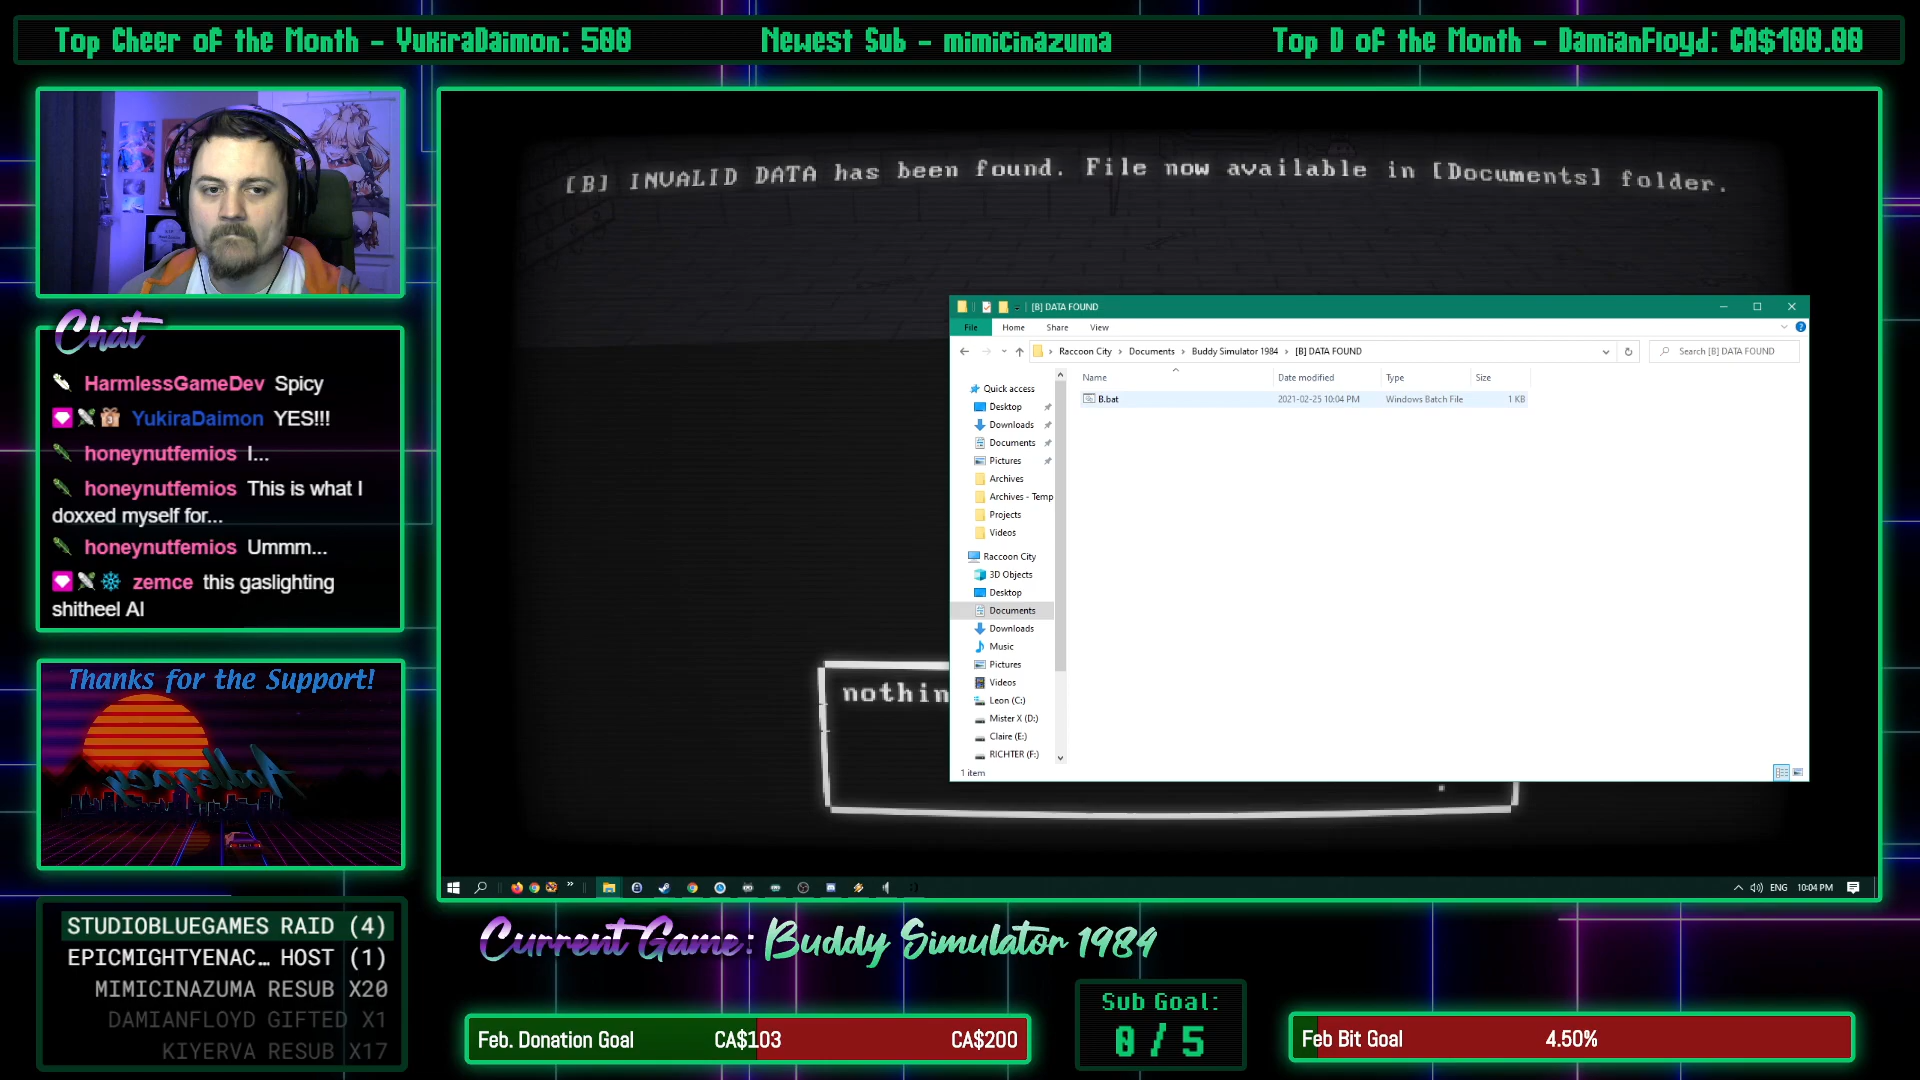 Top Cheer of the Month - YukiraDaimon: 500
Newest Sub - mimicinazuma
Top D of the Month - DamianFloyd: CA$100.00
Chat
HarmlessGameDev Spicy
YukiraDaimon YES!!!
honeynutfemios I...
honeynutfemios This is what I
doxxed myself for...
honeynutfemios Ummm...
zemce this gaslighting
shitheel AI
Thanks for the Support!
STUDIOBLUEGAMES RAID (4)
EPICMIGHTYENAC… HOST (1)
MIMICINAZUMA RESUB X20
DAMIANFLOYD GIFTED X1
KIYERVA RESUB X17
[B] INVALID DATA has been found. File now available in [Documents] folder.
nothin
[B] DATA FOUND
File Home Share View
Raccoon City > Documents > Buddy Simulator 1984 > [B] DATA FOUND
Search [B] DATA FOUND
Name Date modified Type Size
B.bat 2021-02-25 10:04 PM Windows Batch File 1 KB
Quick access
Desktop
Downloads
Documents
Pictures
Archives
Archives - Temp
Projects
Videos
Raccoon City
3D Objects
Desktop
Documents
Downloads
Music
Pictures
Videos
Leon (C:)
Mister X (D:)
Claire (E:)
RICHTER (F:)
1 item
ENG 10:04 PM
Current Game: Buddy Simulator 1984
Feb. Donation Goal CA$103 CA$200
Sub Goal:
0 / 5
Feb Bit Goal 4.50%